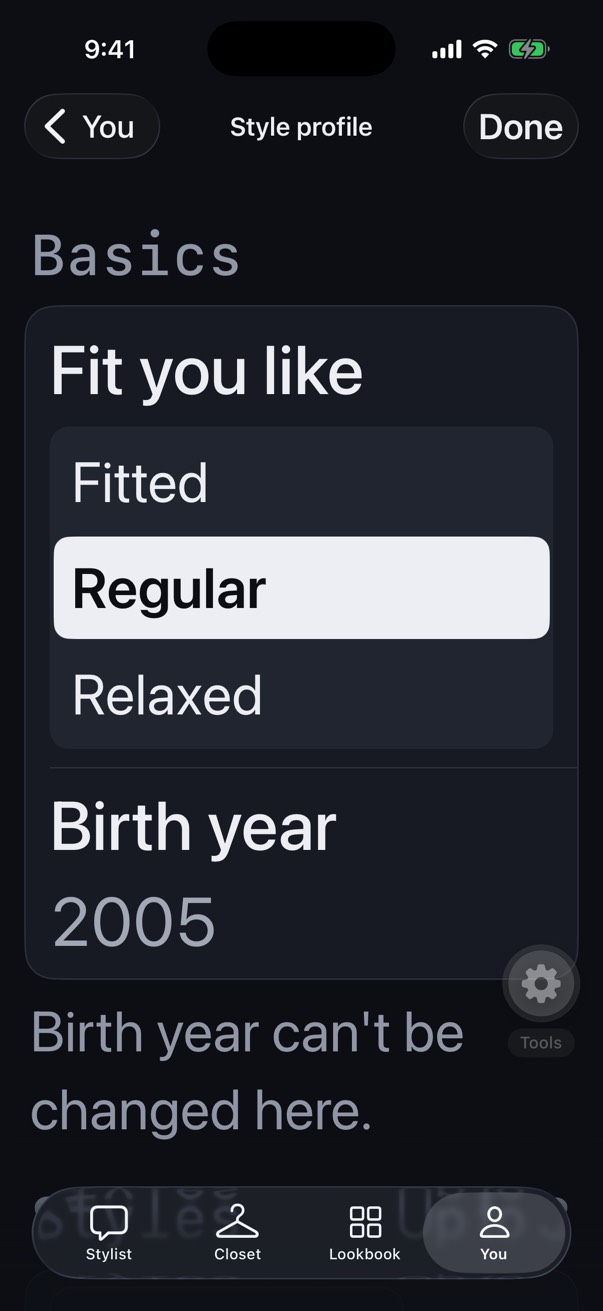 9:41
You
Style profile
Done
Basics
Fit you like
Fitted
Regular
Relaxed
Birth year
2005
Birth year can't be
changed here.
Tools
Styles
Stylist
Closet
Lookbook
You